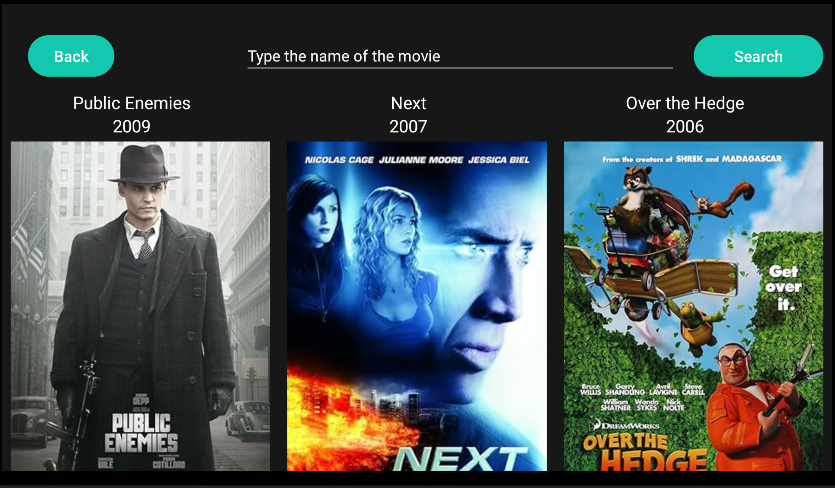 Back
Type the name of the movie
Search
Public Enemies
2009
Next
2007
Over the Hedge
2006
DEPP
PUBLIC
ENEMIES
BALE
COTILLARD
NICOLAS CAGE JULIANNE MOORE JESSICA BIEL
NEXT
From the creators of SHREK and MADAGASCAR
Get
over
it.
Bruce Garry Avril Steve
WILLIS SHANDLING LAVIGNE CARELL
William Wanda Nick
SHATNER SYKES NOLTE
DREAMWORKS
OVER THE
HEDGE